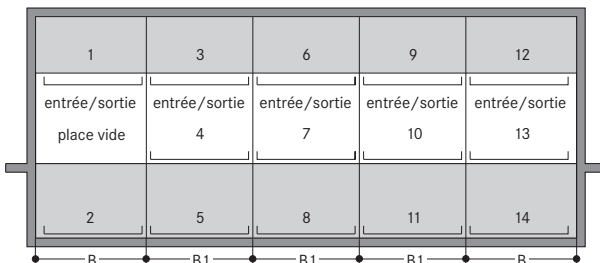 1 3 6 9 12
entrée/sortie entrée/sortie entrée/sortie entrée/sortie entrée/sortie
place vide 4 7 10 13
2 5 8 11 14
B B1 B1 B1 B